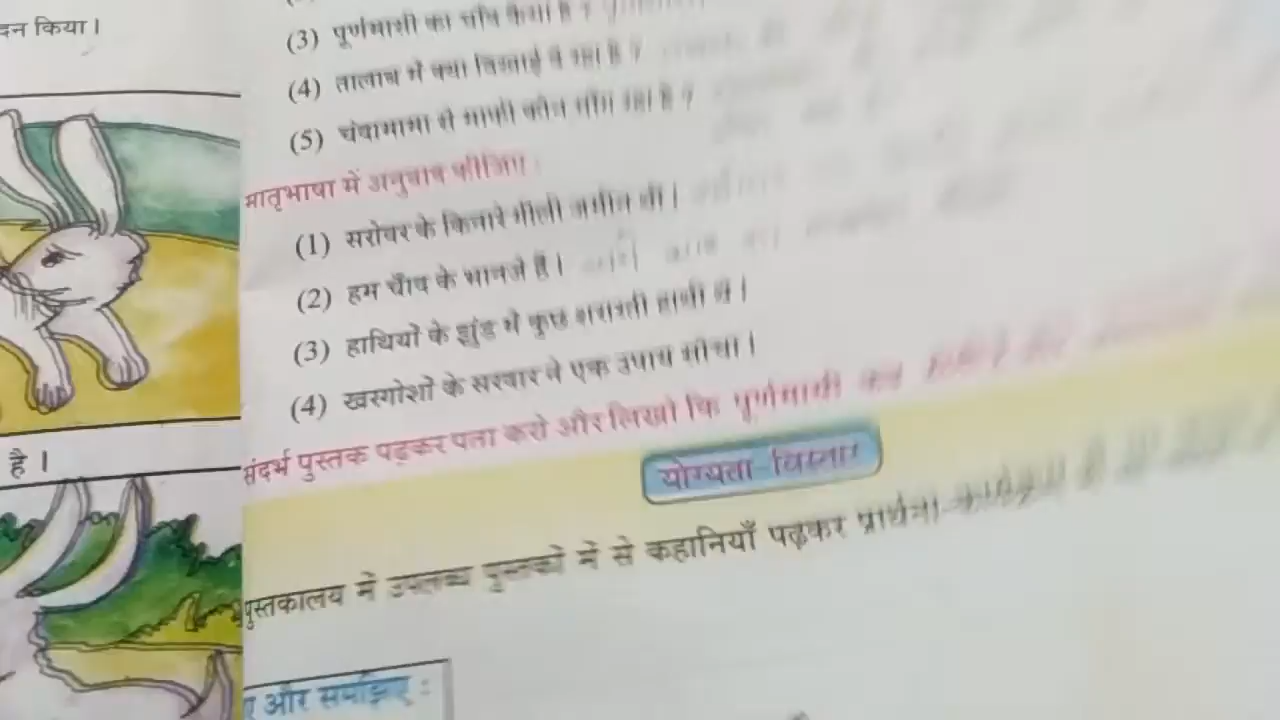 दन किया।
है ।
(3) पूर्णमाशी का चाँद कैसा है ?
(4) तालाब में क्या दिखाई दे रहा है ?
(5) चंदामामा से माफी कौन माँग रहा है ?
मातृभाषा में अनुवाद कीजिए :
(1) सरोवर के किनारे गीली जमीन थी।
(2) हम चाँद के भानजे हैं।
(3) हाथियों के झुंड में कुछ शरारती हाथी थे।
(4) खरगोशों के सरदार ने एक उपाय सोचा।
संदर्भ पुस्तक पढ़कर पता करो और लिखो कि पूर्णमाशी
योग्यता-विस्तार
पुस्तकालय में उपलब्ध पुस्तकों में से कहानियाँ पढ़कर प्रार्थना
ए और समझिए :